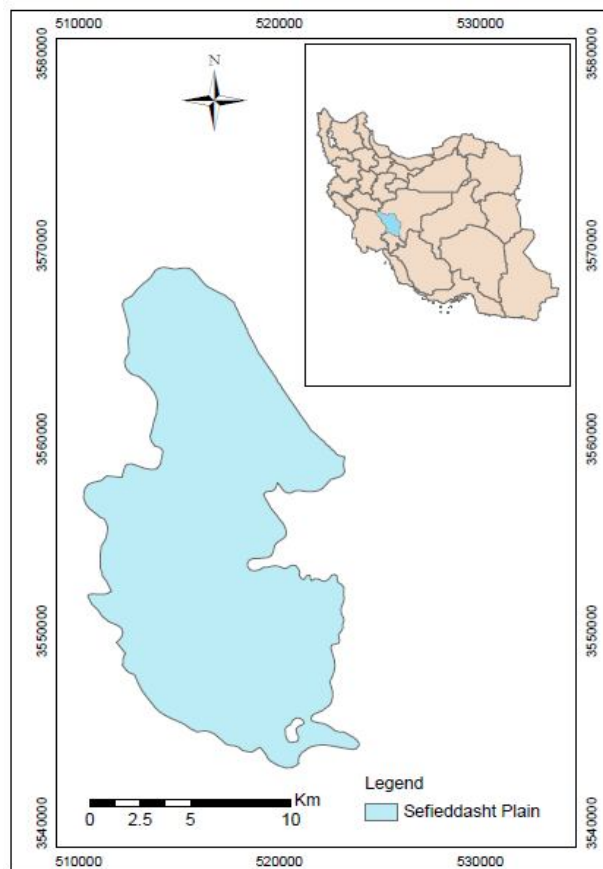 510000 520000 530000
3580000 3580000
N
3570000 3570000
3560000 3560000
3550000 3550000
Legend
Km
Sefieddasht Plain
0 2.5 5 10
3540000 3540000
510000 520000 530000